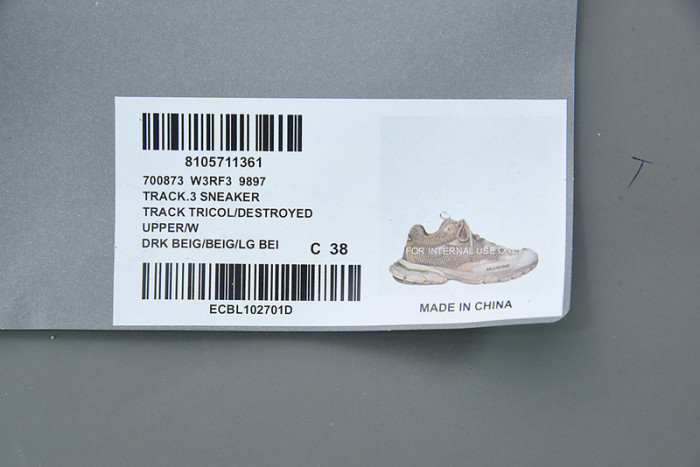 8105711361
700873 W3RF3 9897
TRACK.3 SNEAKER
TRACK TRICOL/DESTROYED
UPPER/W
DRK BEIG/BEIG/LG BEI
C 38
ECBL102701D
FOR INTERNAL USE ONLY
BALENCIAGA
MADE IN CHINA
T